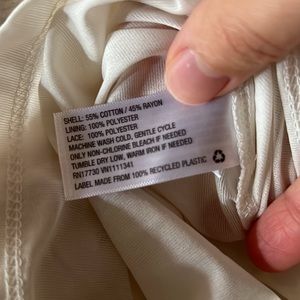 SHELL: 55% COTTON / 45% RAYON
LINING: 100% POLYESTER
LACE: 100% POLYESTER
MACHINE WASH COLD, GENTLE CYCLE
ONLY NON-CHLORINE BLEACH IF NEEDED
TUMBLE DRY LOW, WARM IRON IF NEEDED
RN17730 VN1111341
LABEL MADE FROM 100% RECYCLED PLASTIC